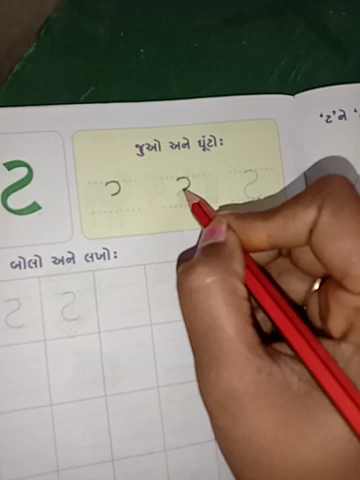 'ટ'ને '
જુઓ અને ઘૂંટો:
ટ
ટ
બોલો અને લખો:
ટ ટ